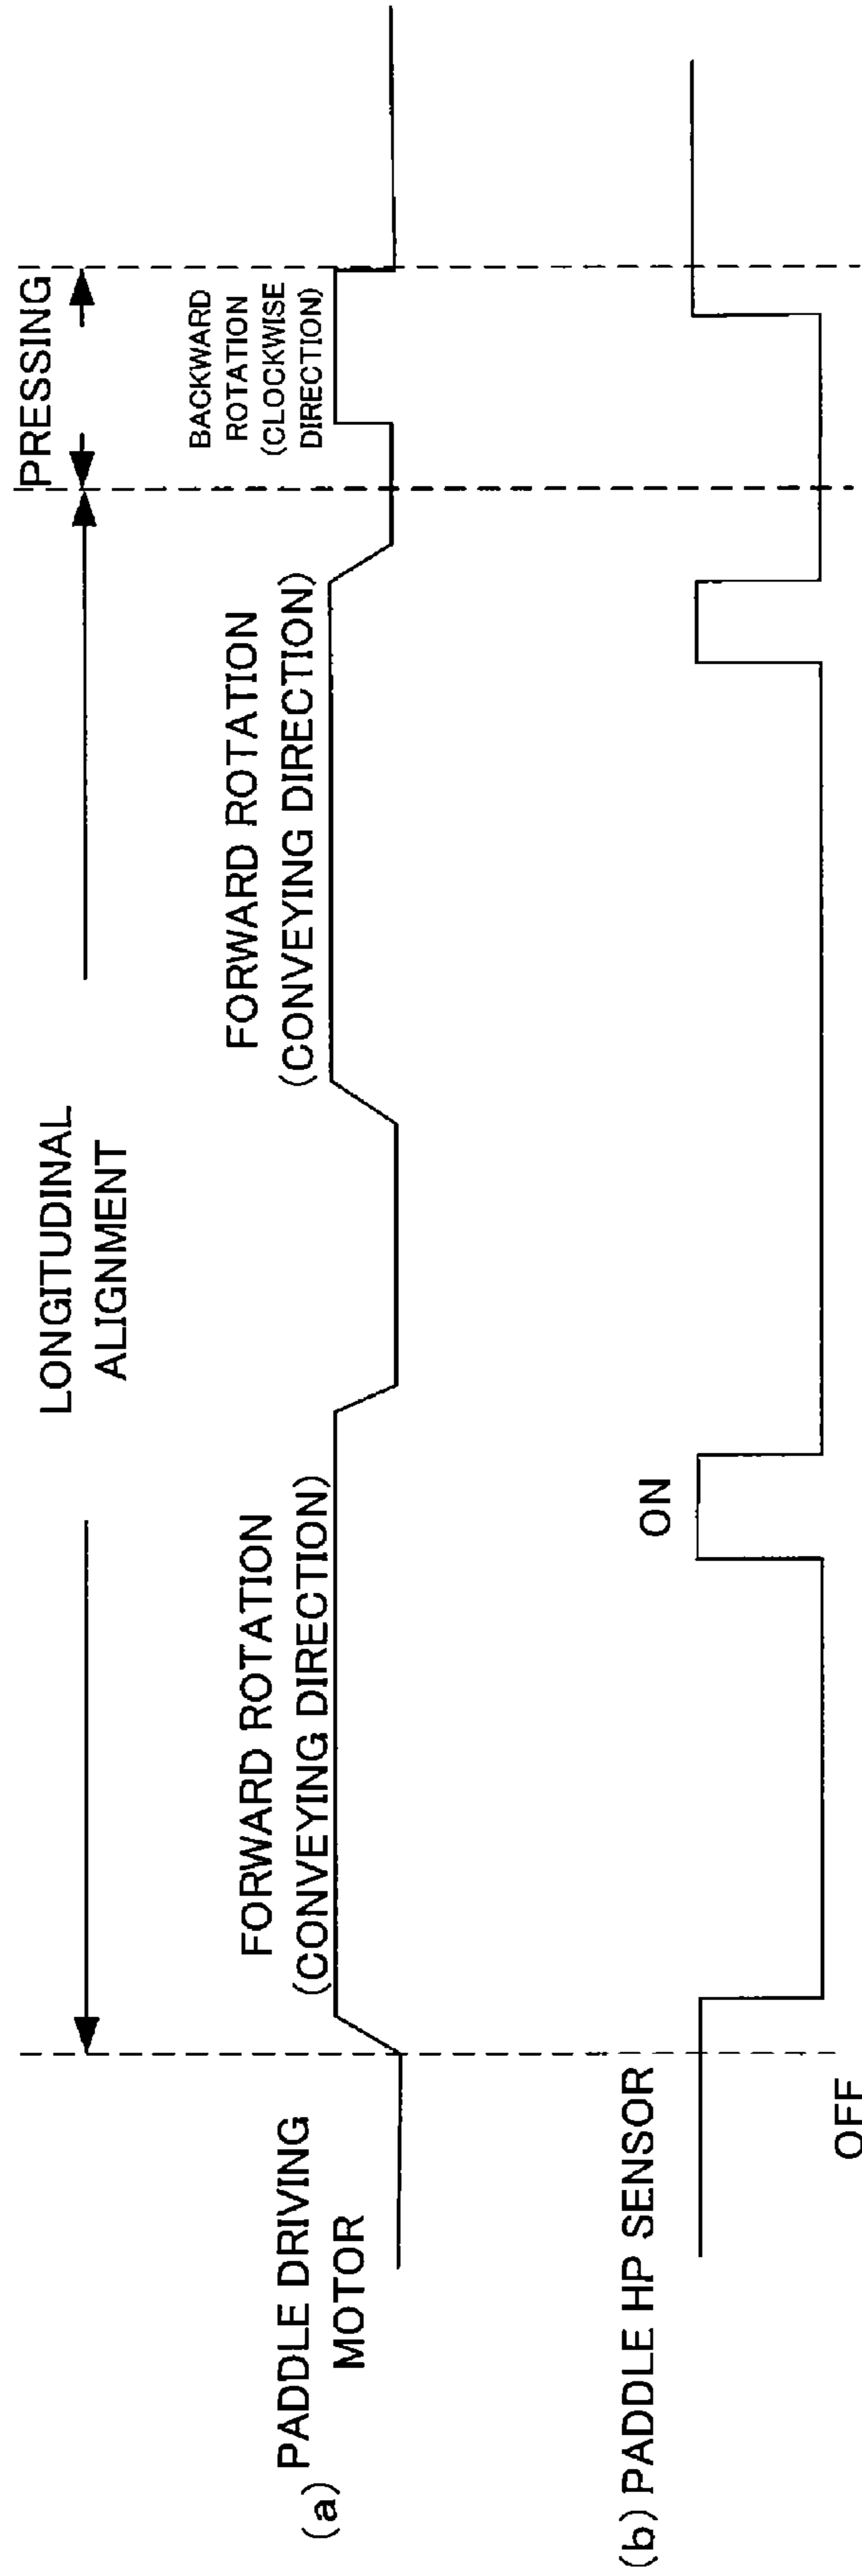 LONGITUDINAL
ALIGNMENT
PRESSING
(a) PADDLE DRIVING
MOTOR
FORWARD ROTATION
(CONVEYING DIRECTION)
FORWARD ROTATION
(CONVEYING DIRECTION)
BACKWARD
ROTATION
(CLOCKWISE
DIRECTION)
(b) PADDLE HP SENSOR
ON
OFF